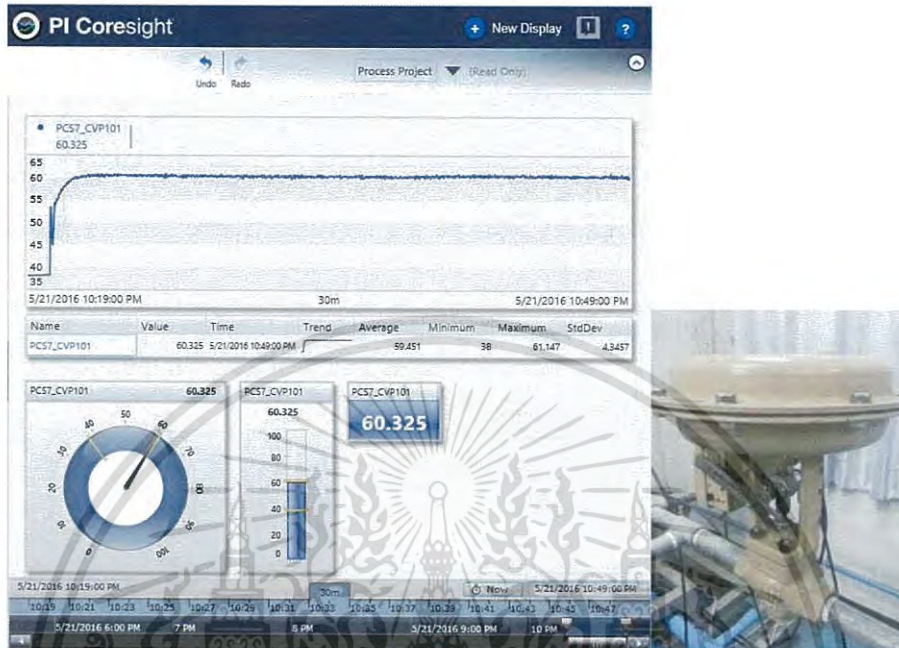 PI Coresight
+ New Display ! ?
Undo Redo
Process Project (Read Only)
PCS7_CVP101
60.325
65
60
55
50
45
40
35
5/21/2016 10:19:00 PM 30m 5/21/2016 10:49:00 PM
Name Value Time Trend Average Minimum Maximum StdDev
PCS7_CVP101 60.325 5/21/2016 10:49:00 PM 59.451 38 61.147 4.3457
PCS7_CVP101 60.325
0 10 20 30 40 50 60 70 80 90 100
PCS7_CVP101
60.325
100
80
60
40
20
0
PCS7_CVP101
60.325
5/21/2016 10:19:00 PM 30m Now 5/21/2016 10:49:00 PM
10:19 10:21 10:23 10:25 10:27 10:29 10:31 10:33 10:35 10:37 10:39 10:41 10:43 10:45 10:47
5/21/2016 6:00 PM 7 PM 8 PM 5/21/2016 9:00 PM 10 PM